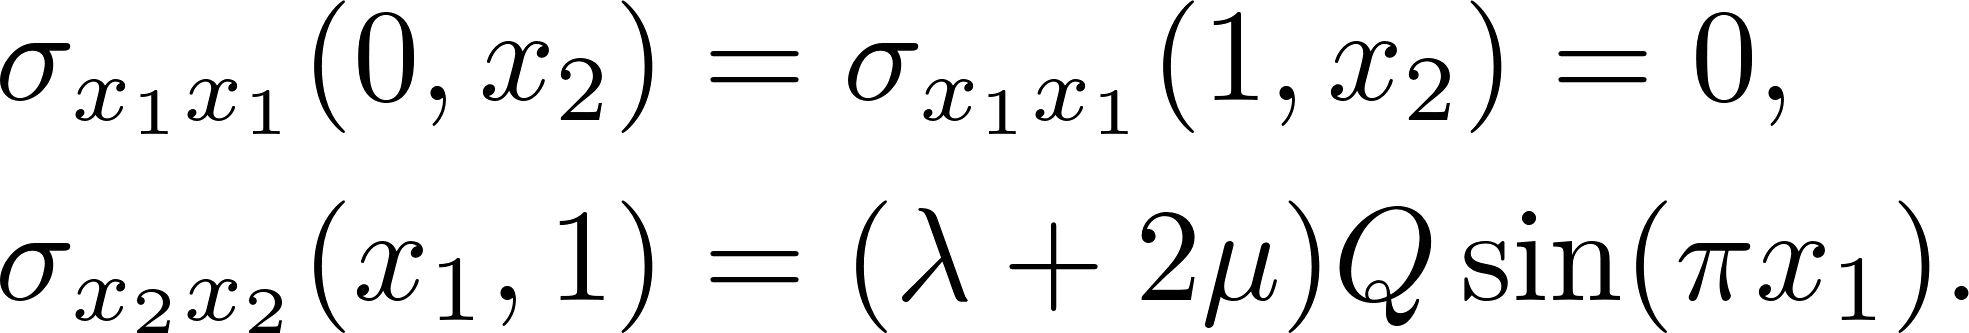 σ_{x_1x_1}(0, x_2) = σ_{x_1x_1}(1, x_2) = 0,
σ_{x_2x_2}(x_1, 1) = (λ + 2μ)Q sin(πx_1).